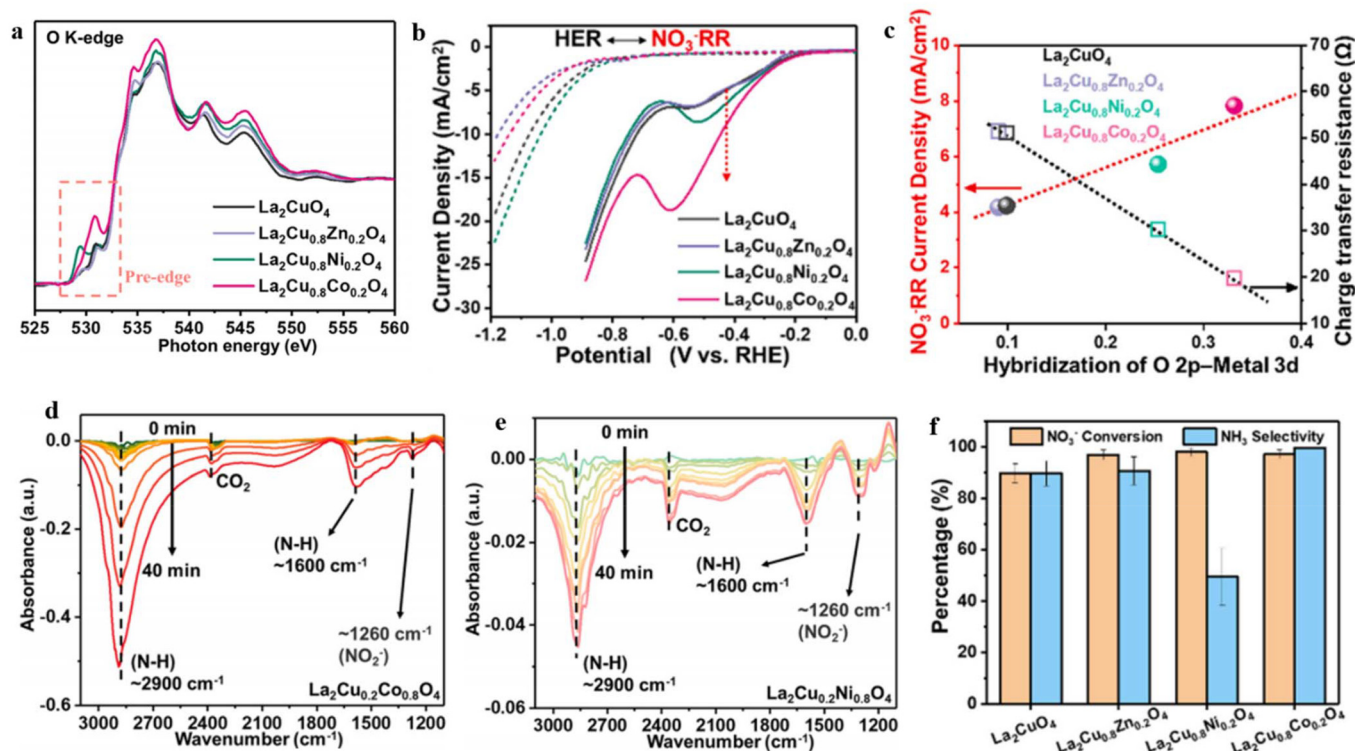 a
O K-edge
La₂CuO₄
La₂Cu₀.₈Zn₀.₂O₄
La₂Cu₀.₈Ni₀.₂O₄
La₂Cu₀.₈Co₀.₂O₄
Pre-edge
525 530 535 540 545 550 555 560
Photon energy (eV)
b
HER ↔ NO₃⁻RR
Current Density (mA/cm²)
0
-5
-10
-15
-20
-25
-30
La₂CuO₄
La₂Cu₀.₈Zn₀.₂O₄
La₂Cu₀.₈Ni₀.₂O₄
La₂Cu₀.₈Co₀.₂O₄
-1.2 -1.0 -0.8 -0.6 -0.4 -0.2 0.0
Potential (V vs. RHE)
c
NO₃⁻RR Current Density (mA/cm²)
10
8
6
4
2
0
La₂CuO₄
La₂Cu₀.₈Zn₀.₂O₄
La₂Cu₀.₈Ni₀.₂O₄
La₂Cu₀.₈Co₀.₂O₄
70
60
50
40
30
20
10
Charge transfer resistance (Ω)
0.1 0.2 0.3 0.4
Hybridization of O 2p–Metal 3d
d
Absorbance (a.u.)
0.0
-0.2
-0.4
-0.6
0 min
40 min
CO₂
(N-H)
~1600 cm⁻¹
~1260 cm⁻¹
(NO₂⁻)
(N-H)
~2900 cm⁻¹
La₂Cu₀.₂Co₀.₈O₄
3000 2700 2400 2100 1800 1500 1200
Wavenumber (cm⁻¹)
e
Absorbance (a.u.)
0.00
-0.02
-0.04
-0.06
0 min
40 min
CO₂
(N-H)
~1600 cm⁻¹
~1260 cm⁻¹
(NO₂⁻)
(N-H)
~2900 cm⁻¹
La₂Cu₀.₂Ni₀.₈O₄
3000 2700 2400 2100 1800 1500 1200
Wavenumber (cm⁻¹)
f
NO₃⁻ Conversion
NH₃ Selectivity
Percentage (%)
100
80
60
40
20
0
La₂CuO₄
La₂Cu₀.₈Zn₀.₂O₄
La₂Cu₀.₈Ni₀.₂O₄
La₂Cu₀.₈Co₀.₂O₄